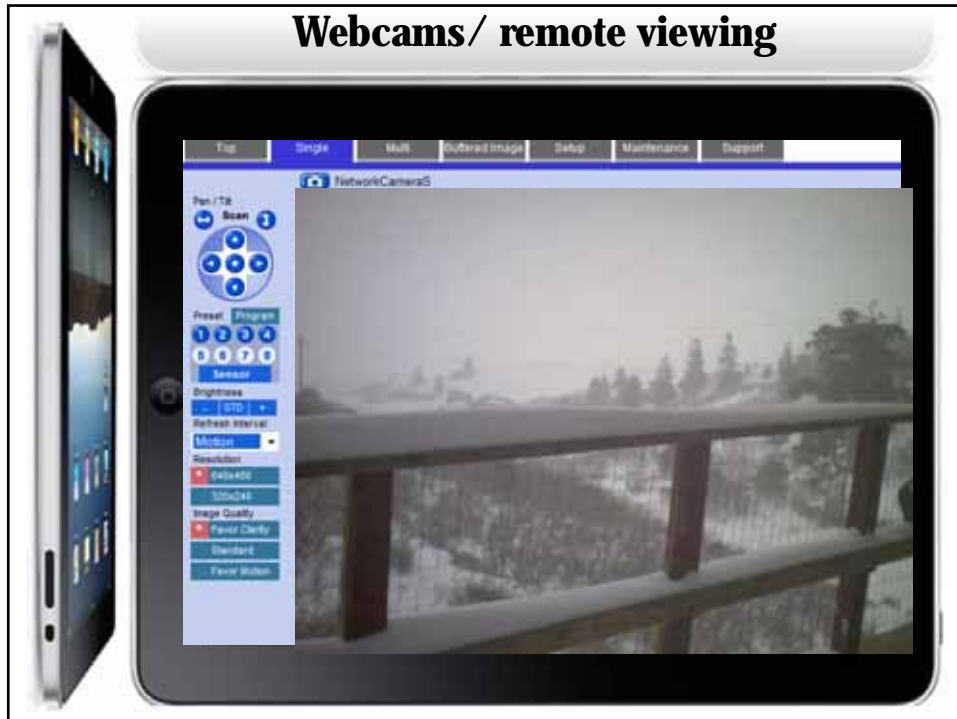 Webcams/ remote viewing
Top Single Multi Buffered Image Setup Maintenance Support
NetworkCameraS
Pan / Tilt
Scan
Preset Program
1 2 3 4
5 6 7 8
Sensor
Brightness
- STD +
Refresh Interval
Motion
Resolution
* 640x480
320x240
Image Quality
* Favor Clarity
Standard
Favor Motion